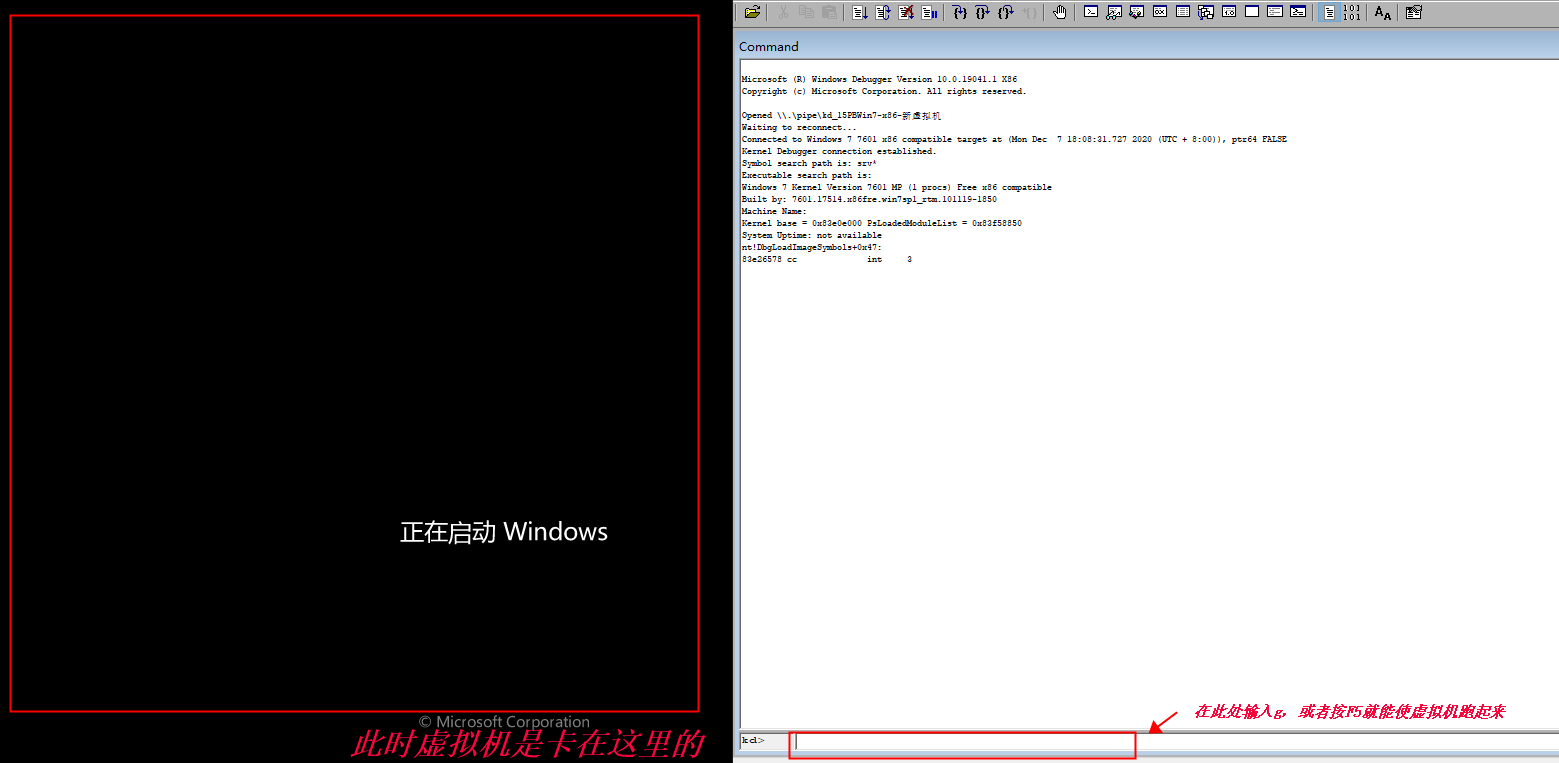 正在启动 Windows
© Microsoft Corporation
此时虚拟机是卡在这里的
Command
Microsoft (R) Windows Debugger Version 10.0.19041.1 X86
Copyright (c) Microsoft Corporation. All rights reserved.
Opened \\.\pipe\kd_15PBWin7-x86-新虚拟机
Waiting to reconnect...
Connected to Windows 7 7601 x86 compatible target at (Mon Dec  7 18:08:31.727 2020 (UTC + 8:00)), ptr64 FALSE
Kernel Debugger connection established.
Symbol search path is: srv*
Executable search path is:
Windows 7 Kernel Version 7601 MP (1 procs) Free x86 compatible
Built by: 7601.17514.x86fre.win7sp1_rtm.101119-1850
Machine Name:
Kernel base = 0x83e0e000 PsLoadedModuleList = 0x83f58850
System Uptime: not available
nt!DbgLoadImageSymbols+0x47:
83e26578 cc              int     3
在此处输入g，或者按F5就能使虚拟机跑起来
kd>